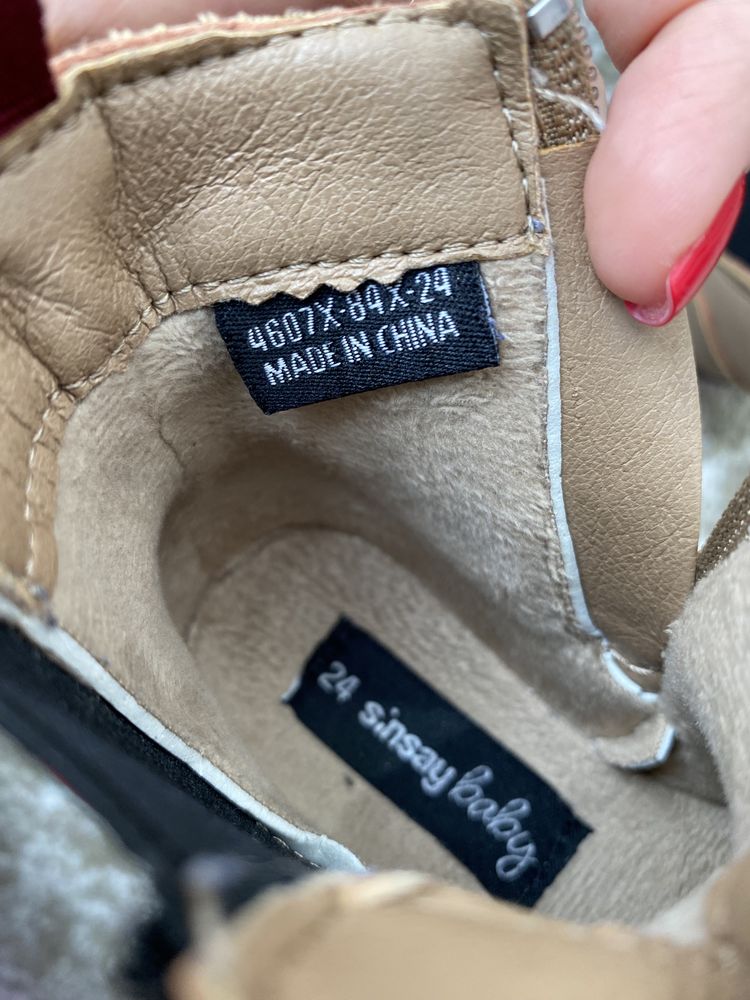 4607X-84X-24
MADE IN CHINA
24 sinsay baby